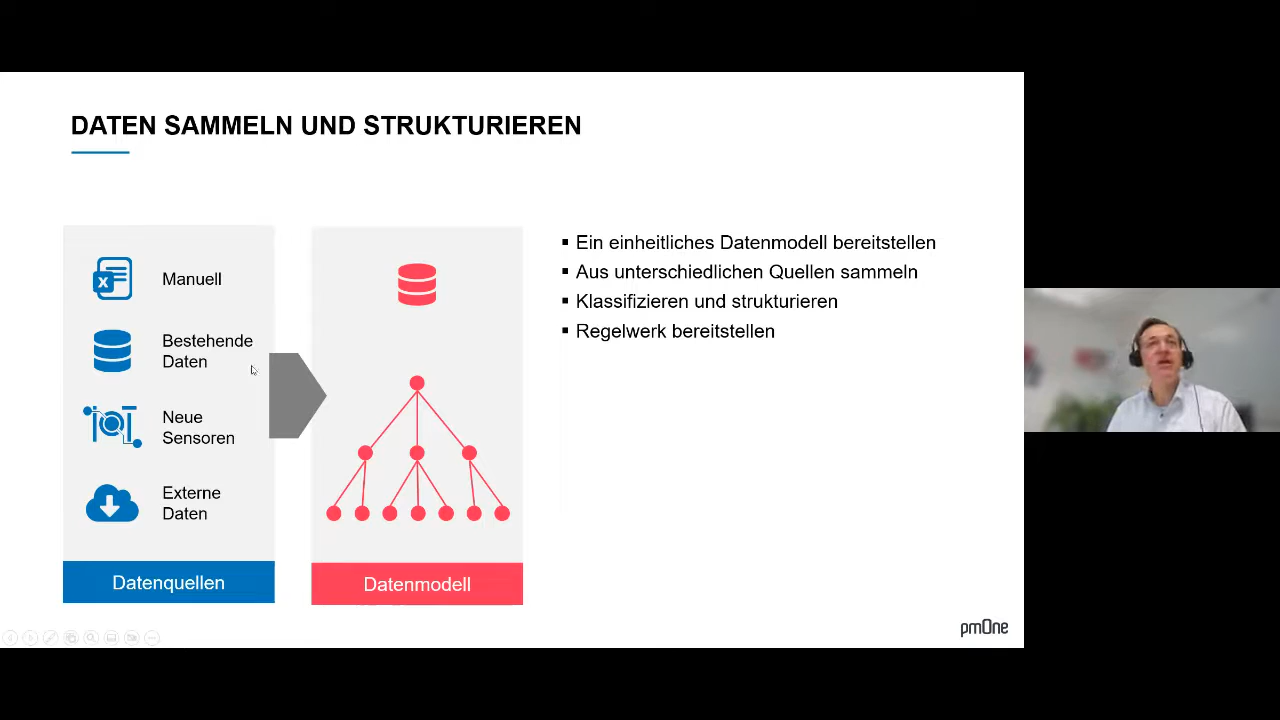 DATEN SAMMELN UND STRUKTURIEREN
X
Manuell
Bestehende
Daten
Neue
Sensoren
Externe
Daten
Datenquellen
Datenmodell
▪ Ein einheitliches Datenmodell bereitstellen
▪ Aus unterschiedlichen Quellen sammeln
▪ Klassifizieren und strukturieren
▪ Regelwerk bereitstellen
pmOne